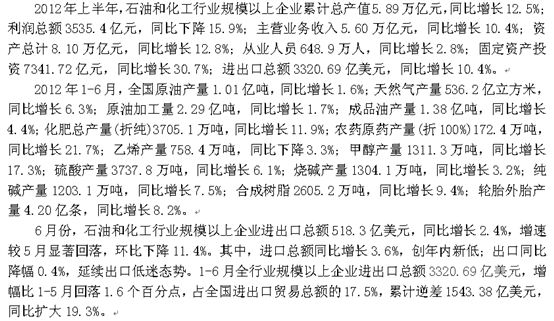 2012年上半年,石油和化工行业规模以上企业累计总产值5.89万亿元,同比增长12.5%;
利润总额3535.4亿元，同比下降15.9%；主营业务收入5.60万亿元，同比增长10.4%；资
产总计8.10万亿元，同比增长12.8%；从业人员648.9万人，同比增长2.8%；固定资产投
资7341.72亿元，同比增长30.7%；进出口总额3320.69亿美元，同比增长10.4%。
2012年1-6月，全国原油产量1.01亿吨，同比增长1.6%；天然气产量536.2亿立方米，
同比增长6.3%；原油加工量2.29亿吨，同比增长1.7%；成品油产量1.38亿吨，同比增长
4.4%；化肥总产量(折纯)3705.1万吨，同比增长11.9%；农药原药产量(折100%)172.4万吨，
同比增长21.7%；乙烯产量758.4万吨，同比下降3.3%；甲醇产量1311.3万吨，同比增长
17.3%；硫酸产量3737.8万吨，同比增长6.1%；烧碱产量1304.1万吨，同比增长3.2%；纯
碱产量1203.1万吨，同比增长7.5%；合成树脂2605.2万吨，同比增长9.4%；轮胎外胎产
量4.20亿条，同比增长8.2%。
6月份，石油和化工行业规模以上企业进出口总额518.3亿美元，同比增长2.4%，增速
较5月显著回落，环比下降11.4%。其中，进口总额同比增长3.6%，创年内新低；出口同比
降幅0.4%，延续出口低迷态势。1-6月全行业规模以上企业进出口总额3320.69亿美元，增
幅比1-5月回落1.6个百分点，占全国进出口贸易总额的17.5%，累计逆差1543.38亿美元，
同比扩大19.3%。